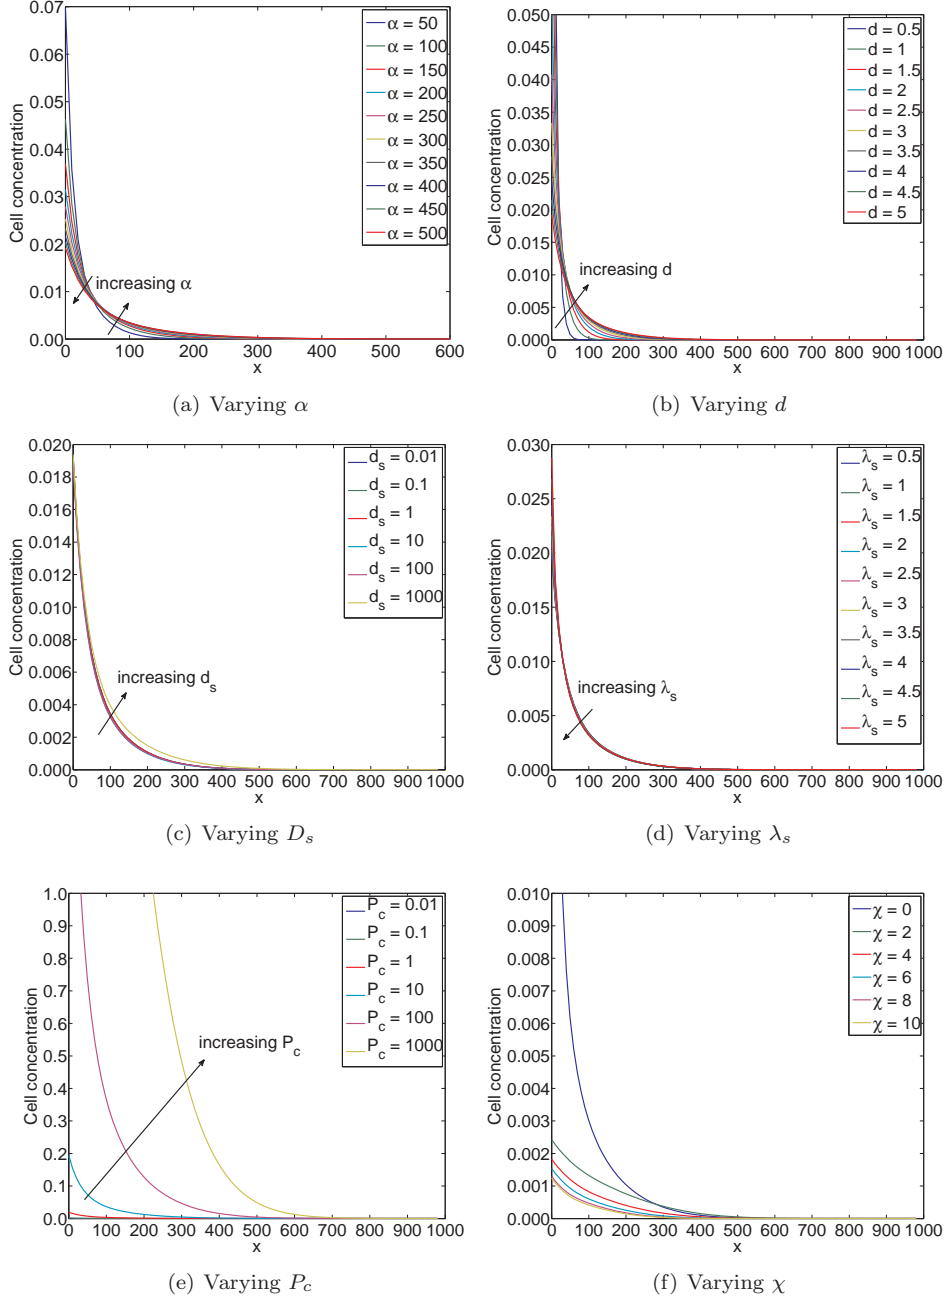 0.07
0.06
0.05
0.04
0.03
0.02
0.01
0.00
Cell concentration
0 100 200 300 400 500 600
x
α = 50
α = 100
α = 150
α = 200
α = 250
α = 300
α = 350
α = 400
α = 450
α = 500
increasing α
(a) Varying α
0.050
0.045
0.040
0.035
0.030
0.025
0.020
0.015
0.010
0.005
0.000
Cell concentration
0 100 200 300 400 500 600 700 800 900 1000
x
d = 0.5
d = 1
d = 1.5
d = 2
d = 2.5
d = 3
d = 3.5
d = 4
d = 4.5
d = 5
increasing d
(b) Varying d
0.020
0.018
0.016
0.014
0.012
0.010
0.008
0.006
0.004
0.002
0.000
Cell concentration
0 100 200 300 400 500 600 700 800 900 1000
x
d_s = 0.01
d_s = 0.1
d_s = 1
d_s = 10
d_s = 100
d_s = 1000
increasing d_s
(c) Varying D_s
0.030
0.025
0.020
0.015
0.010
0.005
0.000
Cell concentration
0 100 200 300 400 500 600 700 800 900 1000
x
λ_s = 0.5
λ_s = 1
λ_s = 1.5
λ_s = 2
λ_s = 2.5
λ_s = 3
λ_s = 3.5
λ_s = 4
λ_s = 4.5
λ_s = 5
increasing λ_s
(d) Varying λ_s
1.0
0.9
0.8
0.7
0.6
0.5
0.4
0.3
0.2
0.1
0.0
Cell concentration
0 100 200 300 400 500 600 700 800 900 1000
x
P_c = 0.01
P_c = 0.1
P_c = 1
P_c = 10
P_c = 100
P_c = 1000
increasing P_c
(e) Varying P_c
0.010
0.009
0.008
0.007
0.006
0.005
0.004
0.003
0.002
0.001
0.000
Cell concentration
0 100 200 300 400 500 600 700 800 900 1000
x
χ = 0
χ = 2
χ = 4
χ = 6
χ = 8
χ = 10
(f) Varying χ